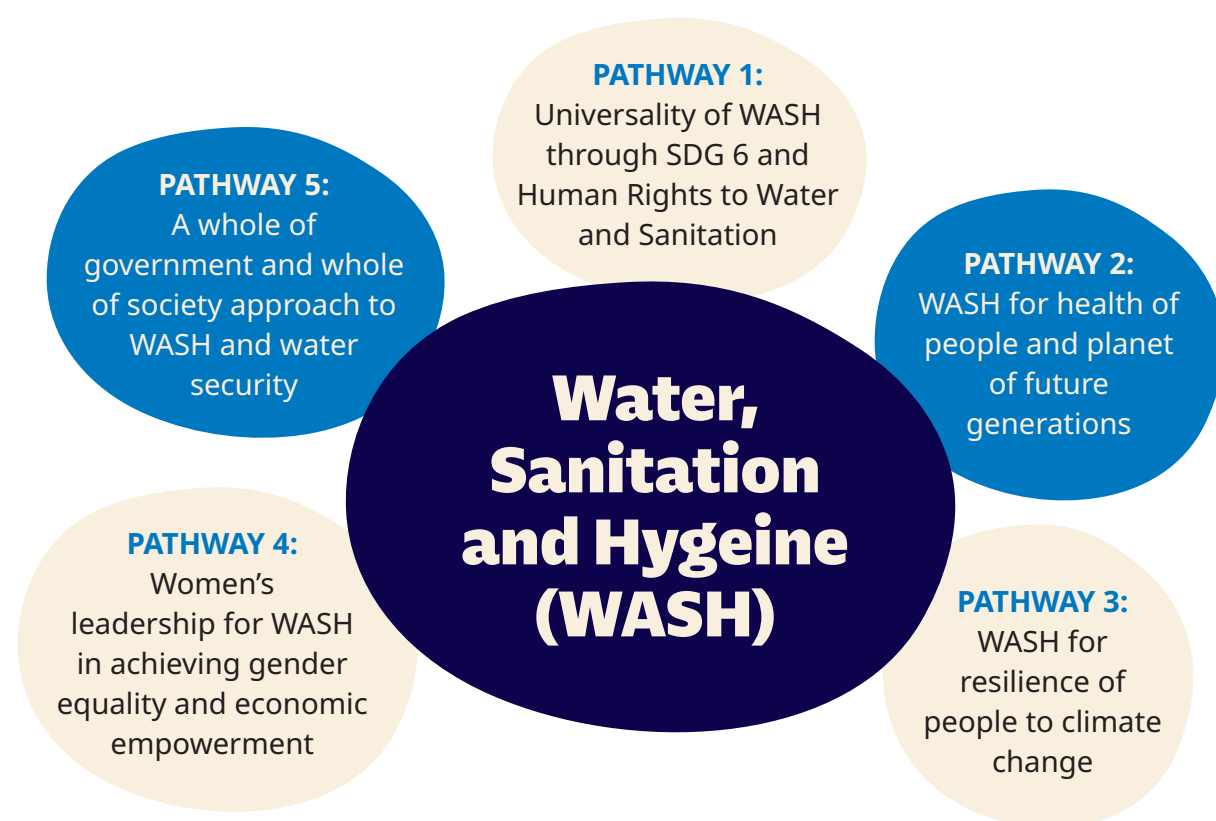 PATHWAY 1:
Universality of WASH
through SDG 6 and
Human Rights to Water
and Sanitation
PATHWAY 5:
A whole of
government and whole
of society approach to
WASH and water
security
PATHWAY 2:
WASH for health of
people and planet
of future
generations
Water,
Sanitation
and Hygeine
(WASH)
PATHWAY 4:
Women’s
leadership for WASH
in achieving gender
equality and economic
empowerment
PATHWAY 3:
WASH for
resilience of
people to climate
change